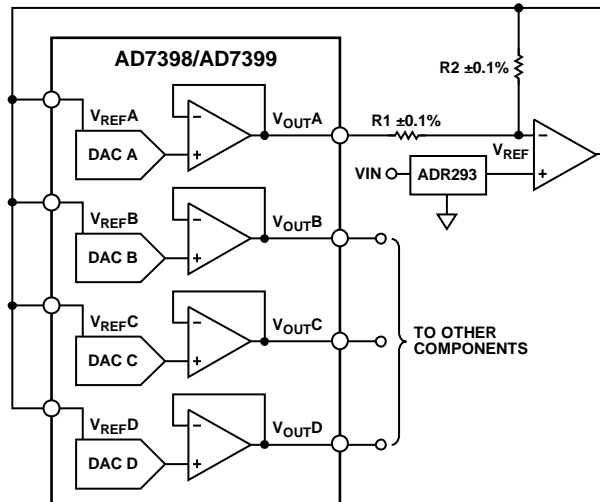 AD7398/AD7399
R2 ±0.1%
VREFA
VOUTA
R1 ±0.1%
DAC A
VREF
VIN
ADR293
VREFB
VOUTB
DAC B
VREFC
VOUTC
TO OTHER
COMPONENTS
DAC C
VREFD
VOUTD
DAC D
− +
− +
− +
− +
− +